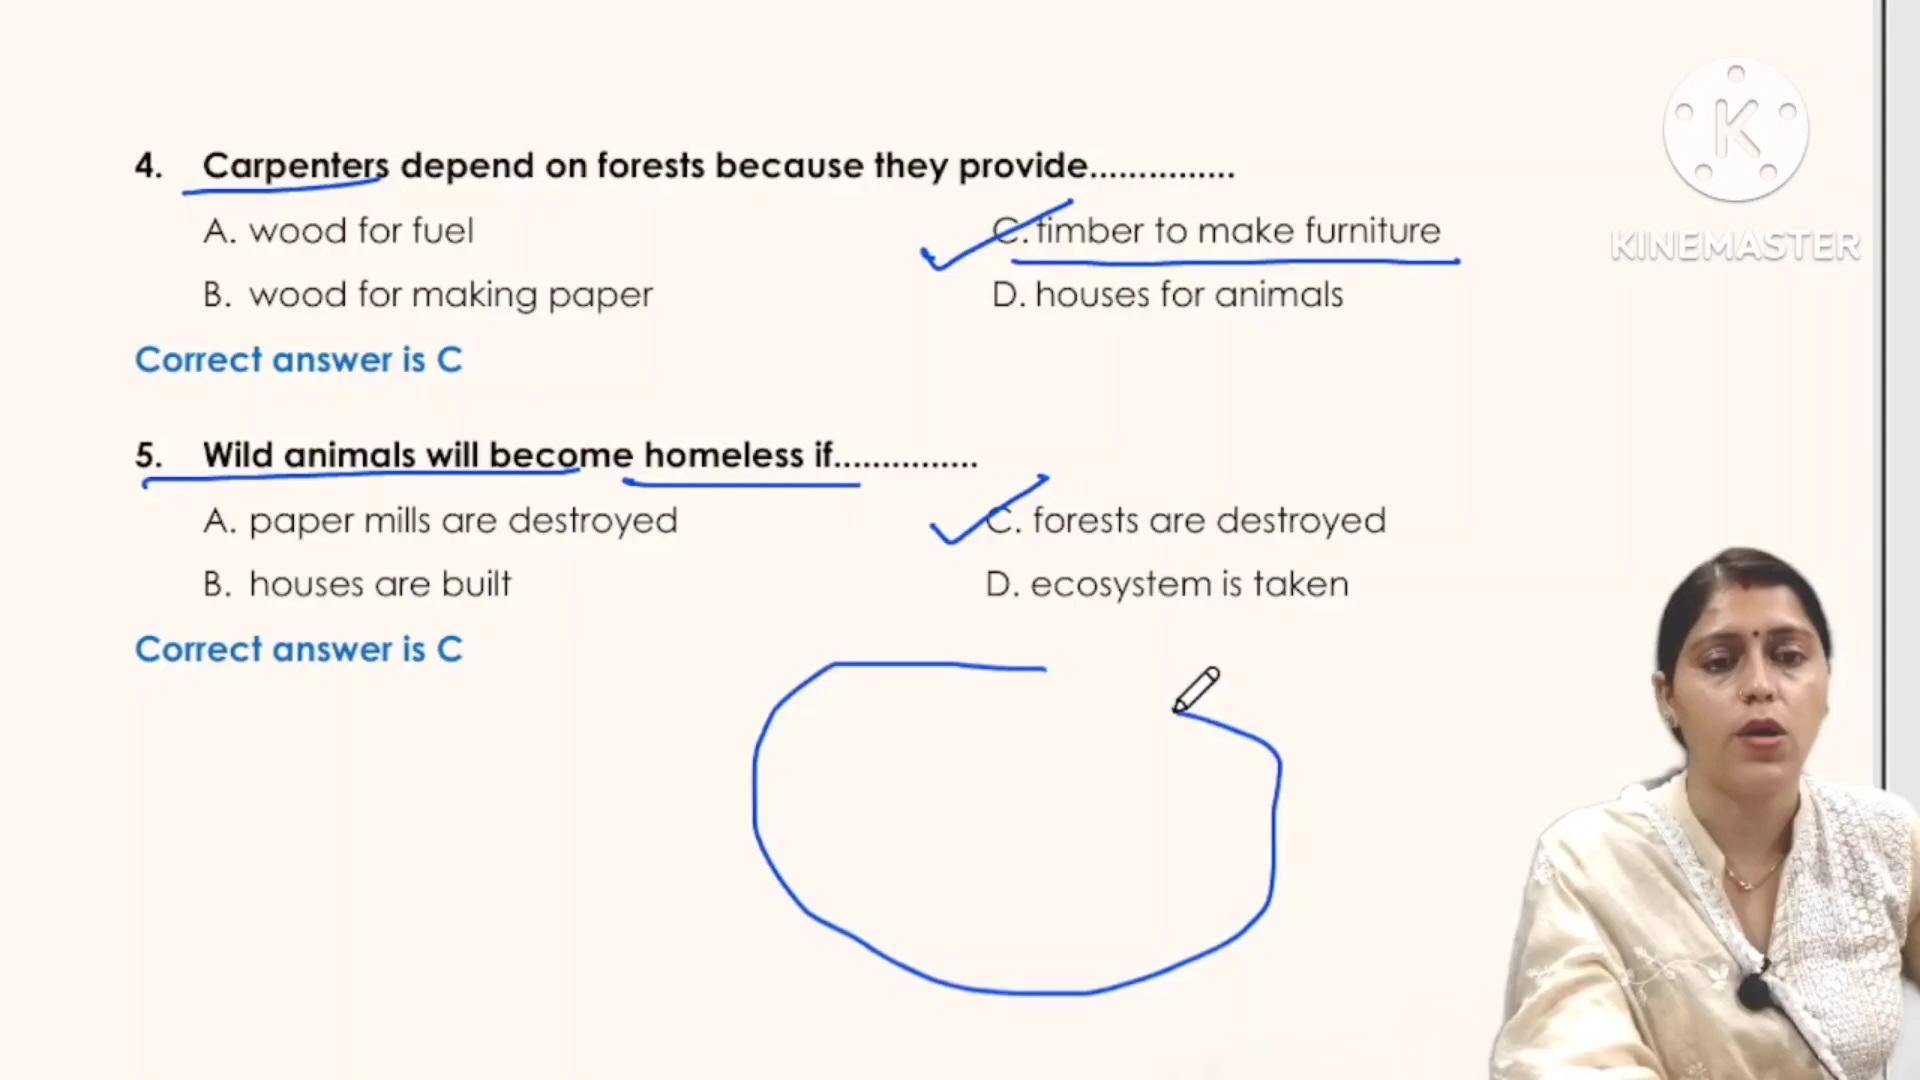 4. Carpenters depend on forests because they provide...............
A. wood for fuel
C. timber to make furniture
B. wood for making paper
D. houses for animals
Correct answer is C
5. Wild animals will become homeless if...............
A. paper mills are destroyed
C. forests are destroyed
B. houses are built
D. ecosystem is taken
Correct answer is C
K
KINEMASTER